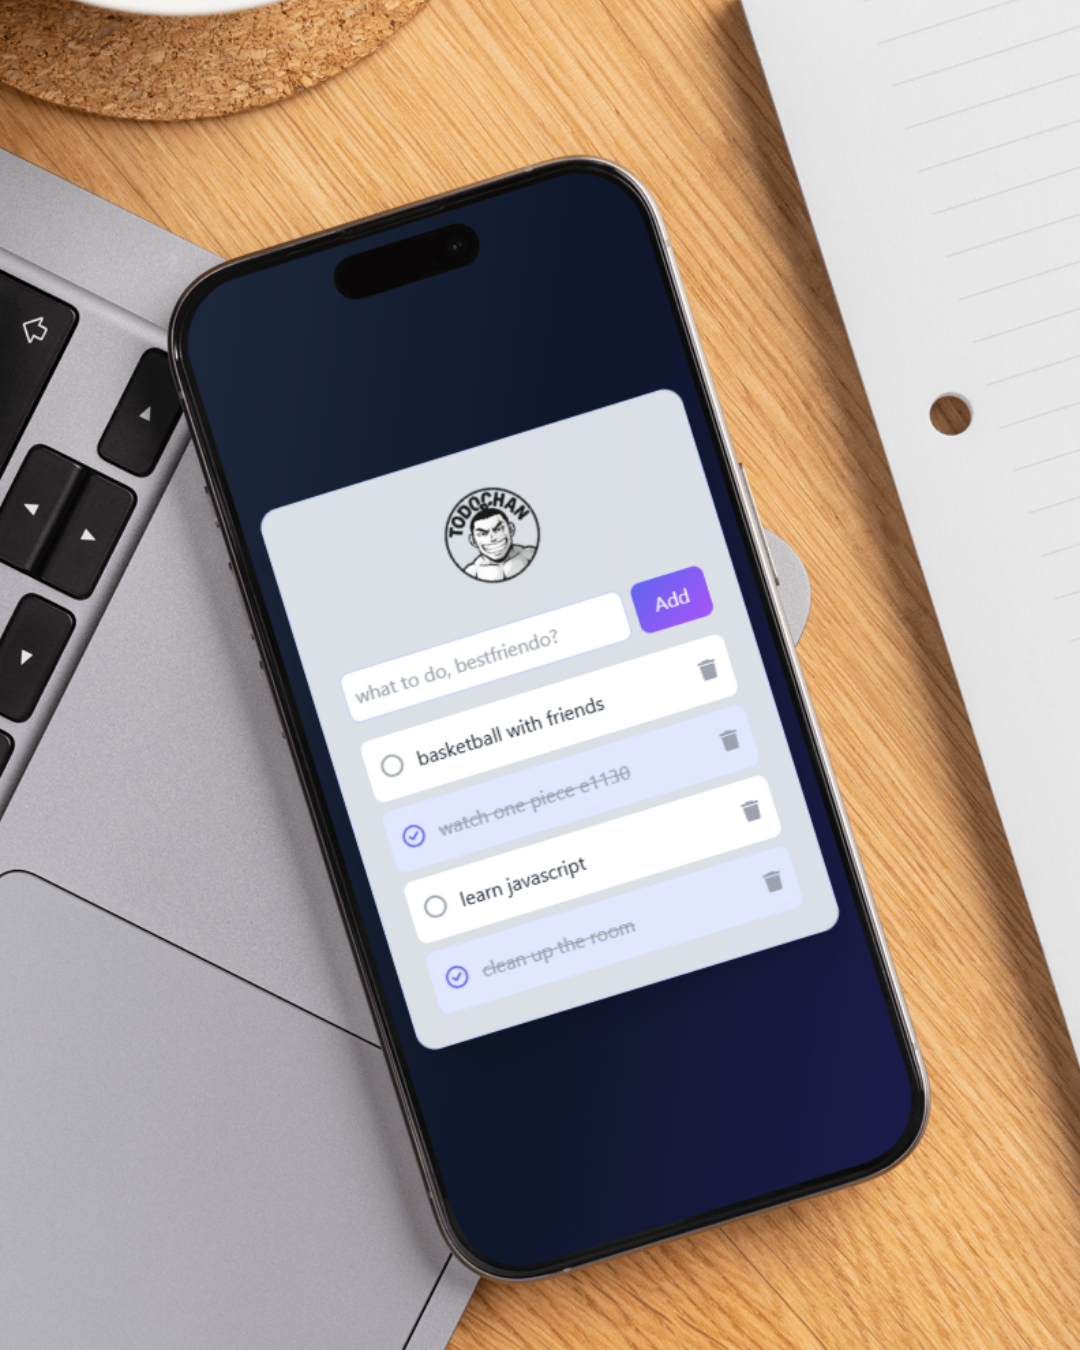 TODOCHAN
what to do, bestfriendo?
Add
basketball with friends
watch one piece e1130
learn javascript
clean up the room